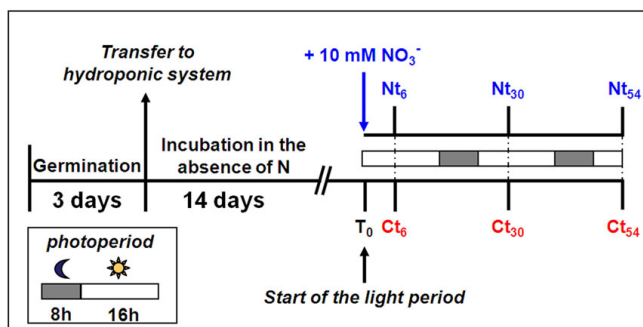 Transfer to
hydroponic system
+ 10 mM NO₃⁻
Nt₆ Nt₃₀ Nt₅₄
Germination
Incubation in the
absence of N
3 days 14 days
T₀ Ct₆ Ct₃₀ Ct₅₄
photoperiod
8h 16h
Start of the light period